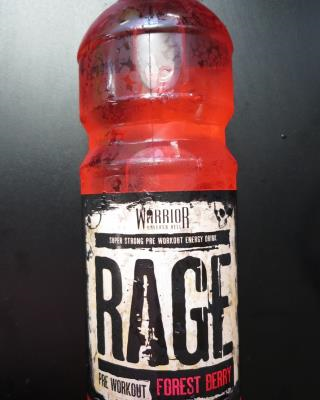 WARRIOR
SUPER STRONG PRE WORKOUT ENERGY DRINK
RAGE
PRE WORKOUT FOREST BERRY